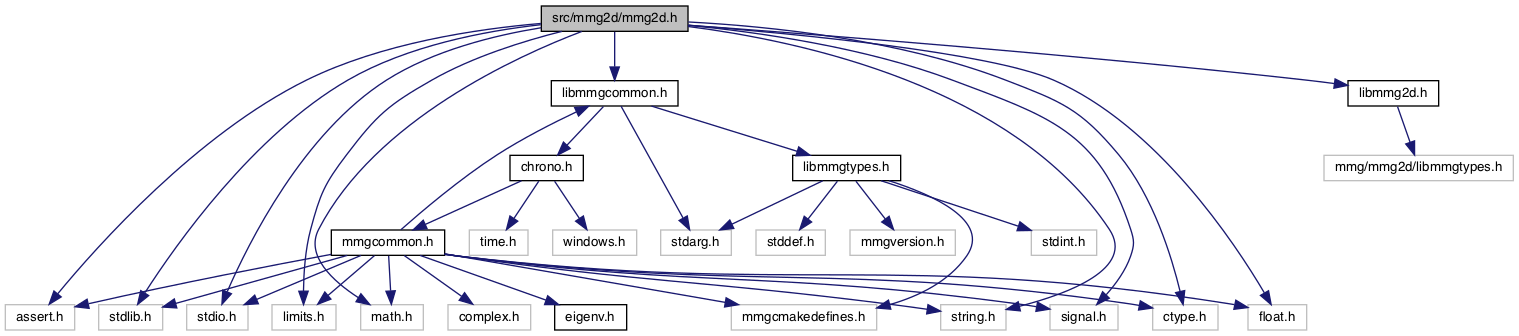 src/mmg2d/mmg2d.h
libmmgcommon.h
libmmg2d.h
chrono.h
libmmgtypes.h
mmg/mmg2d/libmmgtypes.h
mmgcommon.h
time.h
windows.h
stdarg.h
stddef.h
mmgversion.h
stdint.h
assert.h
stdlib.h
stdio.h
limits.h
math.h
complex.h
eigenv.h
mmgcmakedefines.h
string.h
signal.h
ctype.h
float.h